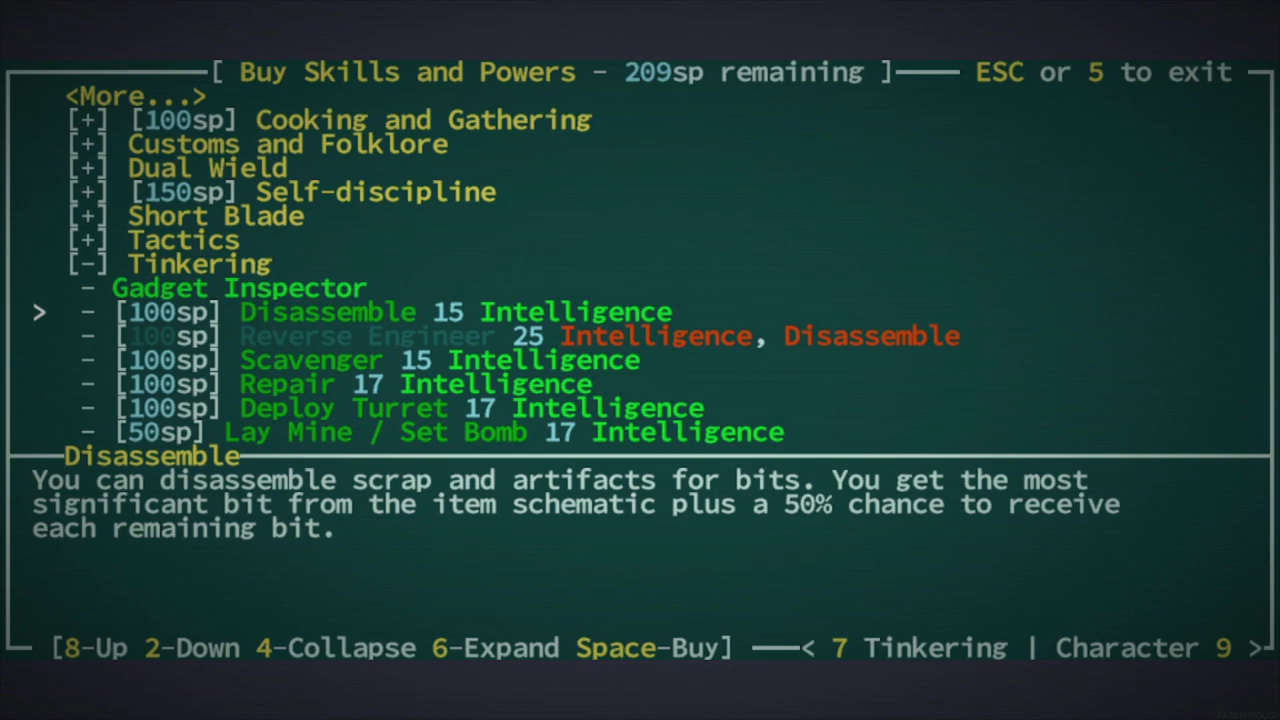 [ Buy Skills and Powers - 209sp remaining ] ESC or 5 to exit
<More...>
[+] [100sp] Cooking and Gathering
[+] Customs and Folklore
[+] Dual Wield
[+] [150sp] Self-discipline
[+] Short Blade
[+] Tactics
[-] Tinkering
- Gadget Inspector
> - [100sp] Disassemble 15 Intelligence
- [100sp] Reverse Engineer 25 Intelligence, Disassemble
- [100sp] Scavenger 15 Intelligence
- [100sp] Repair 17 Intelligence
- [100sp] Deploy Turret 17 Intelligence
- [50sp] Lay Mine / Set Bomb 17 Intelligence
Disassemble
You can disassemble scrap and artifacts for bits. You get the most
significant bit from the item schematic plus a 50% chance to receive
each remaining bit.
[8-Up 2-Down 4-Collapse 6-Expand Space-Buy] < 7 Tinkering | Character 9 >